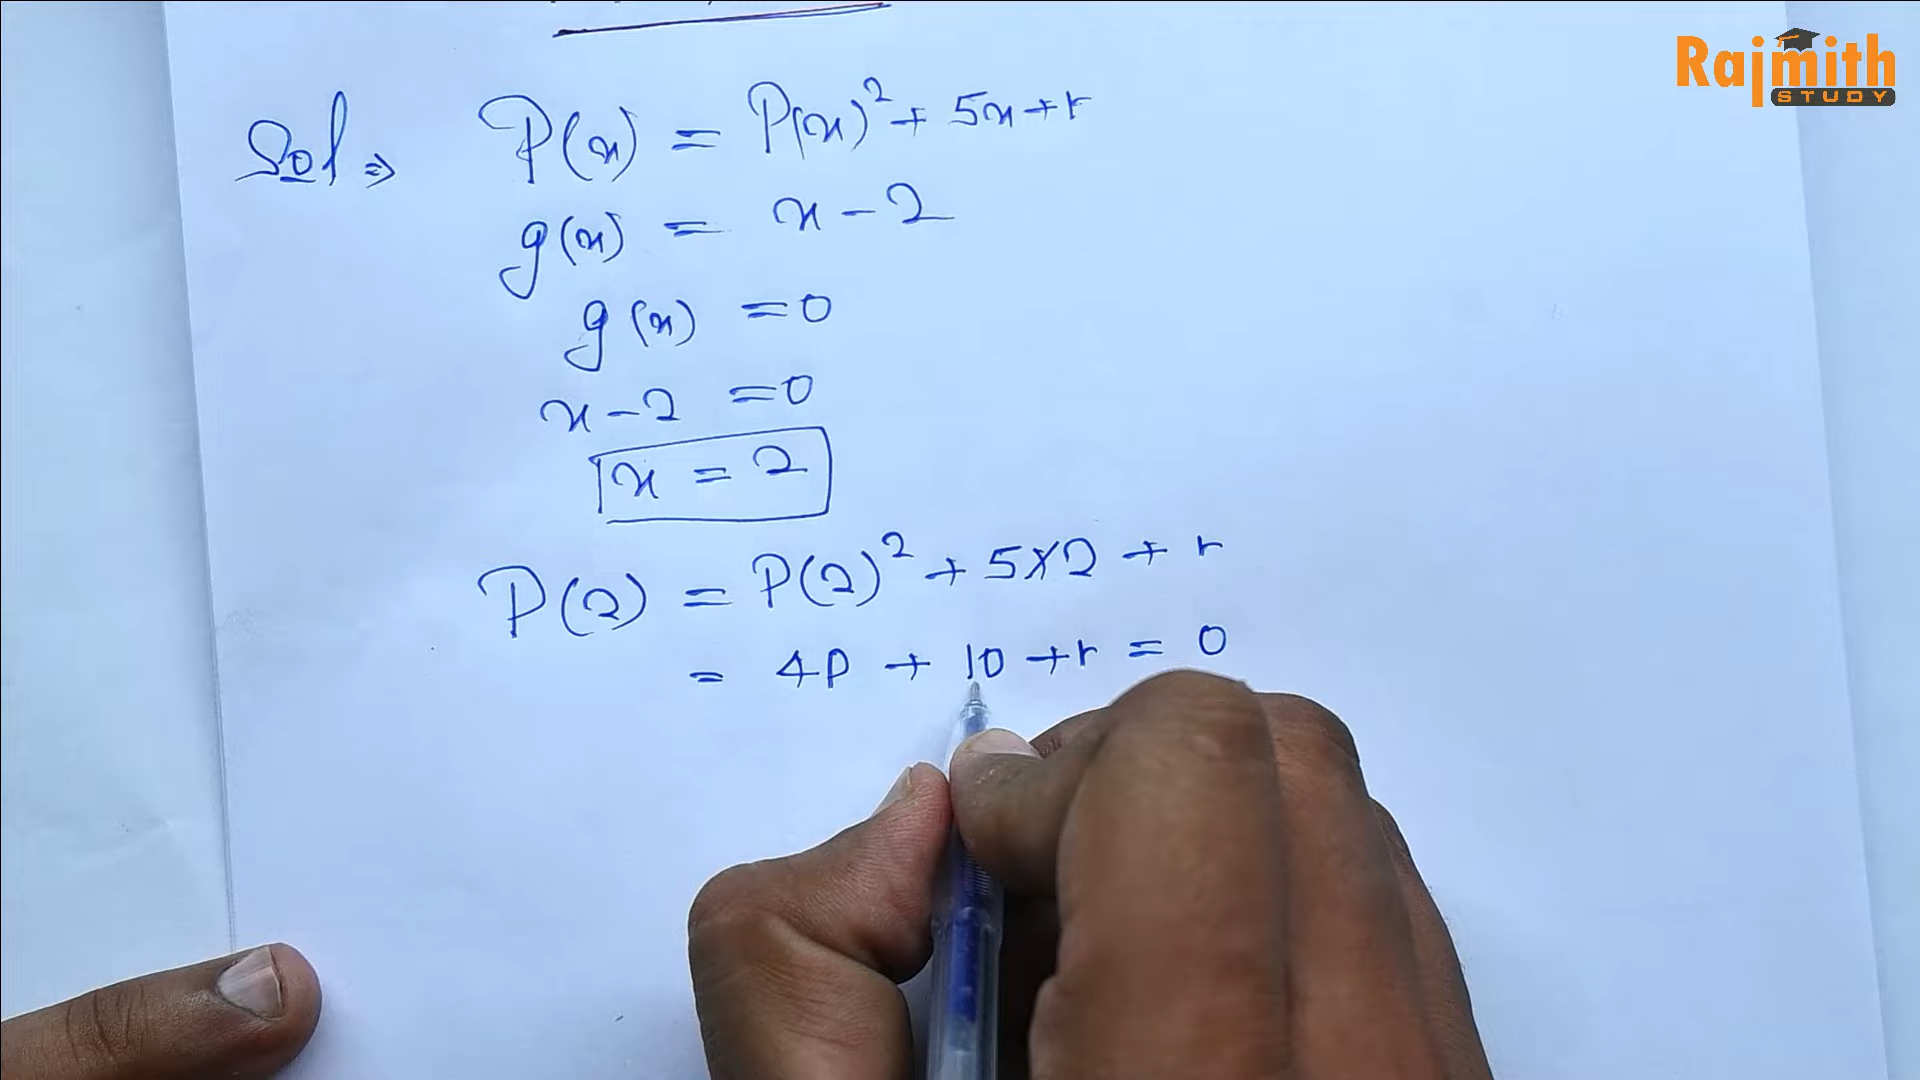 Rajmith
STUDY
Sol ⇒ P(x) = P(x)² + 5x + r
g(x) = x - 2
g(x) = 0
x - 2 = 0
x = 2
P(2) = P(2)² + 5×2 + r
= 4P + 10 + r = 0